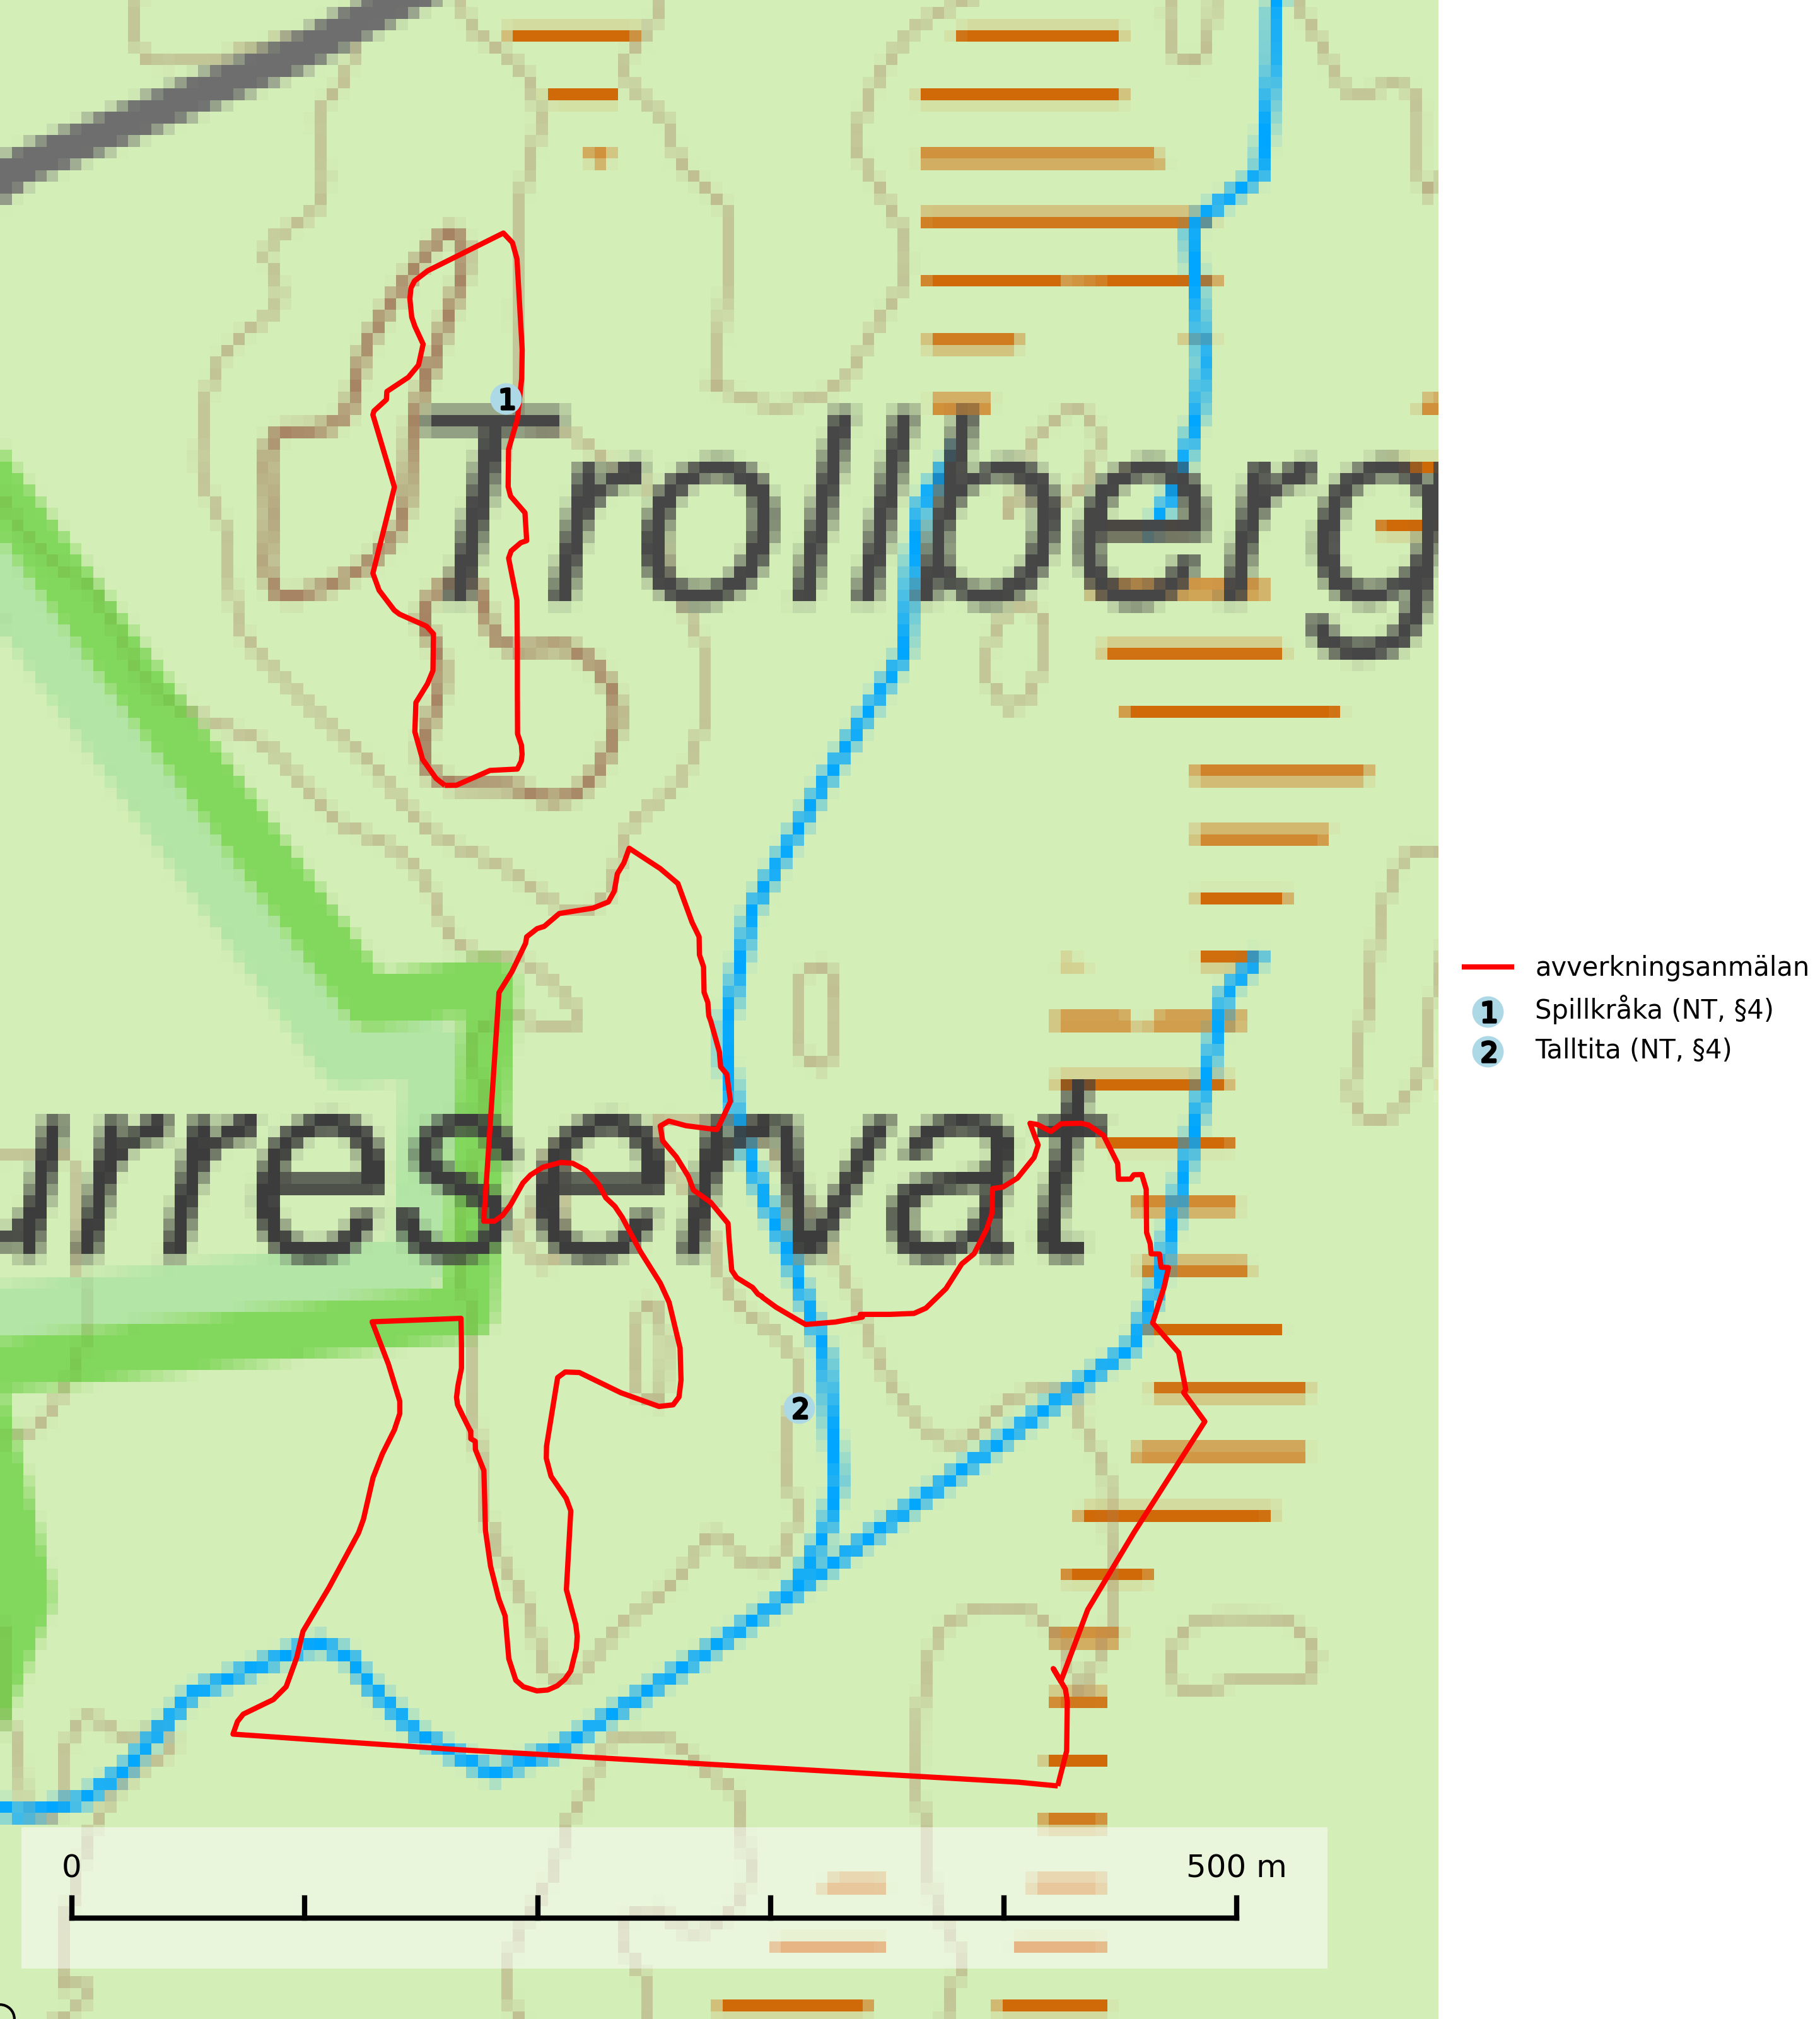 1
Trollberg
avverkningsanmälan
1 Spillkråka (NT, §4)
2 Talltita (NT, §4)
urreservat
2
0 500 m